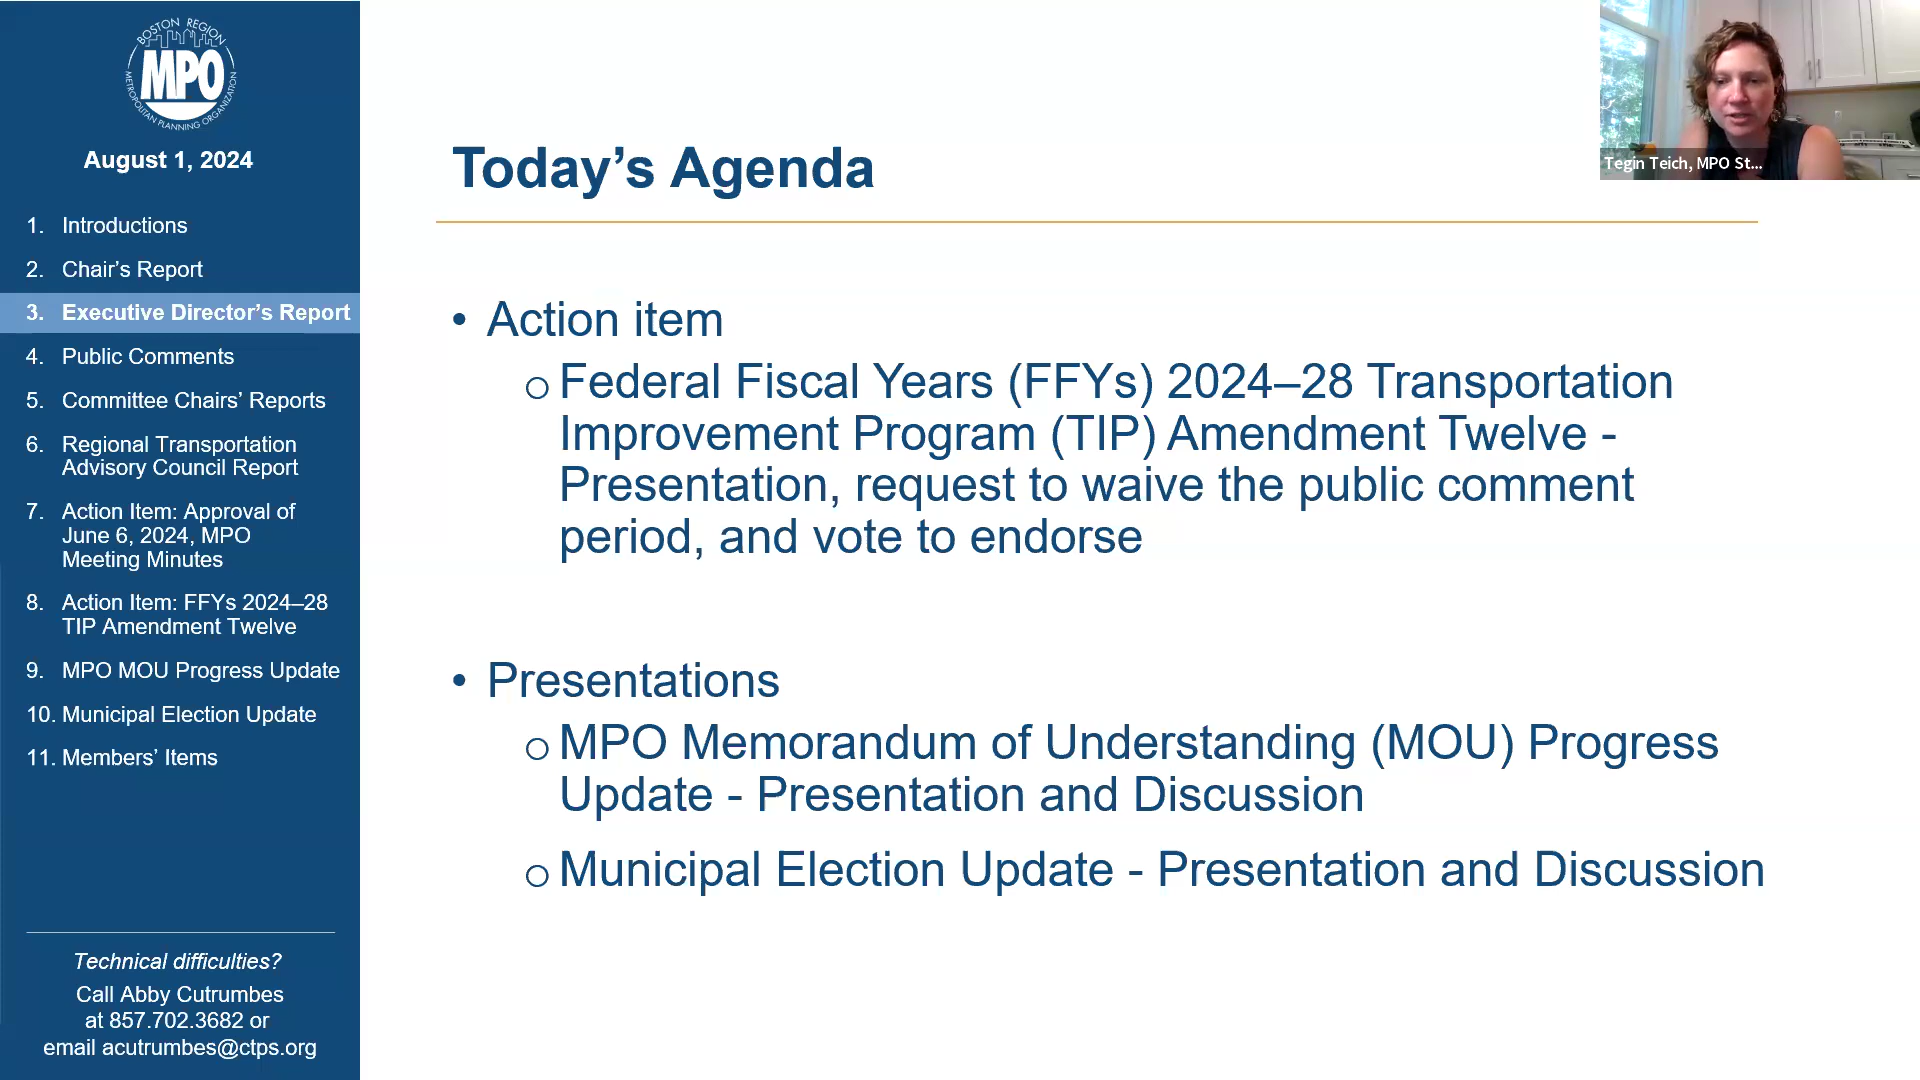 BOSTON REGION
MPO
METROPOLITAN PLANNING ORGANIZATION
August 1, 2024
1. Introductions
2. Chair’s Report
3. Executive Director’s Report
4. Public Comments
5. Committee Chairs’ Reports
6. Regional Transportation
Advisory Council Report
7. Action Item: Approval of
June 6, 2024, MPO
Meeting Minutes
8. Action Item: FFYs 2024–28
TIP Amendment Twelve
9. MPO MOU Progress Update
10. Municipal Election Update
11. Members’ Items
Technical difficulties?
Call Abby Cutrumbes
at 857.702.3682 or
email acutrumbes@ctps.org
Today’s Agenda
• Action item
o Federal Fiscal Years (FFYs) 2024–28 Transportation
Improvement Program (TIP) Amendment Twelve -
Presentation, request to waive the public comment
period, and vote to endorse
• Presentations
o MPO Memorandum of Understanding (MOU) Progress
Update - Presentation and Discussion
o Municipal Election Update - Presentation and Discussion
Tegin Teich, MPO St...